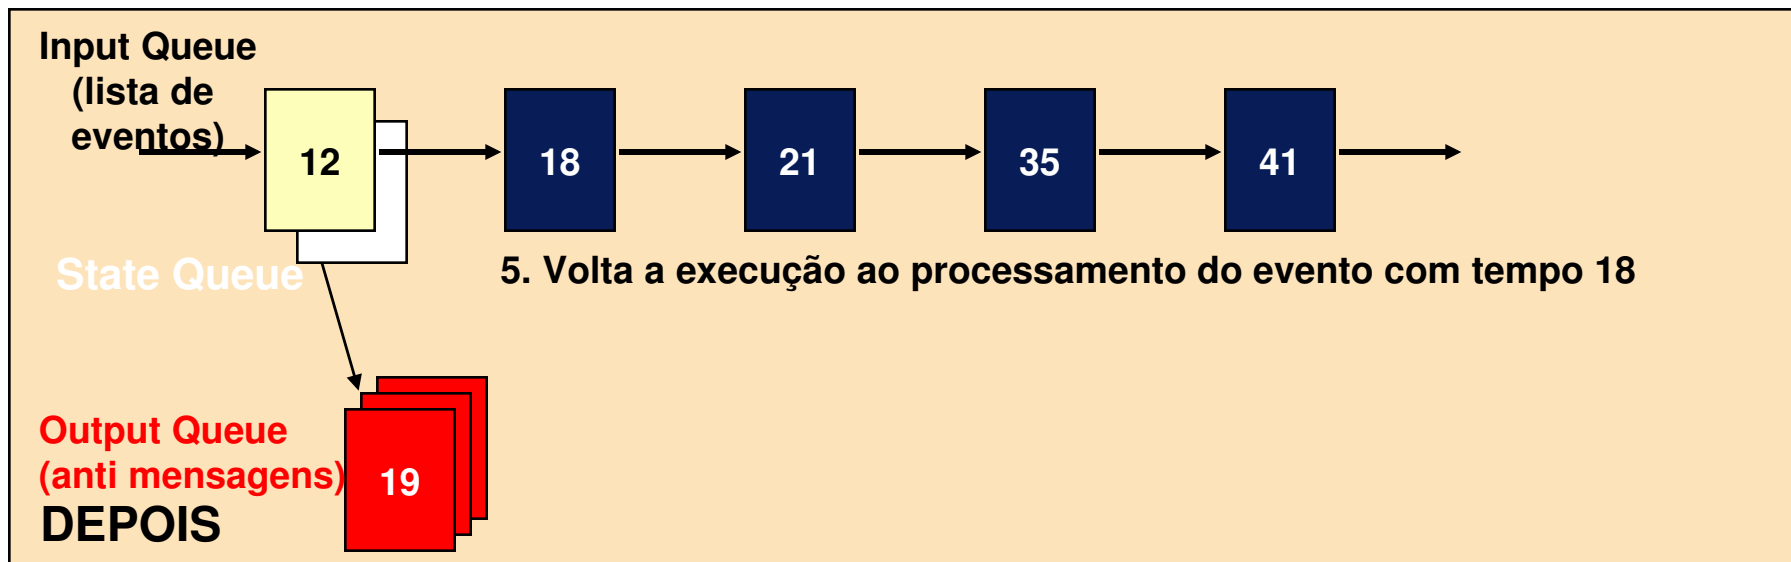 Input Queue
(lista de
eventos)
12
18
21
35
41
State Queue
5. Volta a execução ao processamento do evento com tempo 18
Output Queue
(anti mensagens)
19
DEPOIS